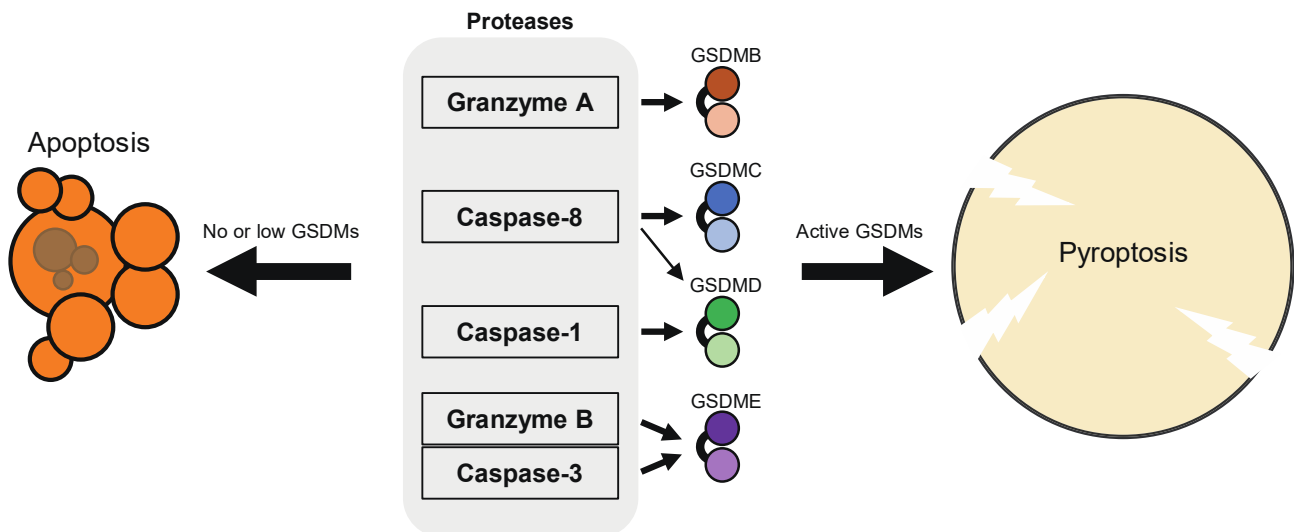 Proteases
GSDMB
Granzyme A
Apoptosis
GSDMC
Caspase-8
No or low GSDMs
Active GSDMs
Pyroptosis
GSDMD
Caspase-1
GSDME
Granzyme B
Caspase-3